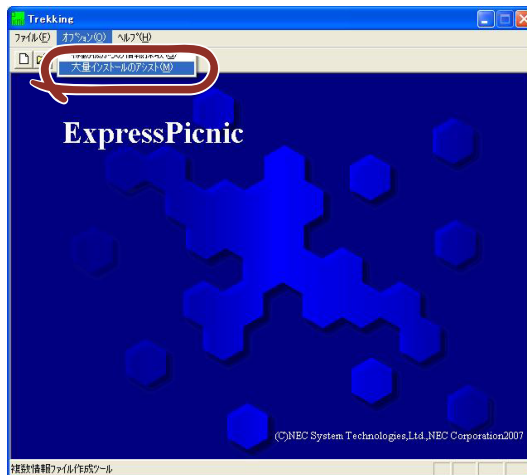 Trekking
ファイル(F) オプション(O) ヘルプ(H)
大量インストールのアシスト(M)
ExpressPicnic
(C)NEC System Technologies,Ltd.,NEC Corporation2007
複数情報ファイル作成ツール